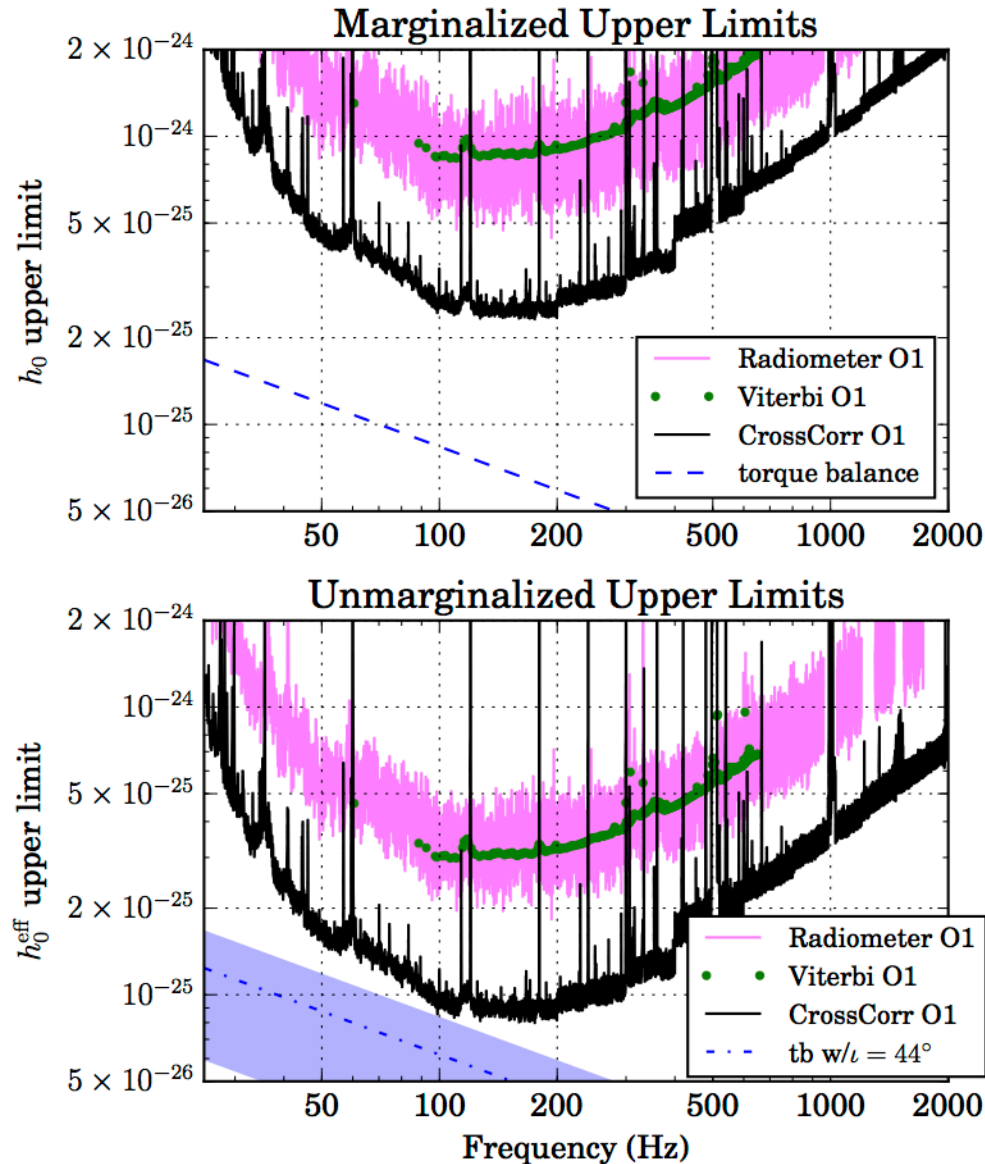 Marginalized Upper Limits
h₀ upper limit
2 × 10⁻²⁴
10⁻²⁴
5 × 10⁻²⁵
2 × 10⁻²⁵
10⁻²⁵
5 × 10⁻²⁶
Radiometer O1
Viterbi O1
CrossCorr O1
torque balance
50 100 200 500 1000 2000
Unmarginalized Upper Limits
h₀ᵉᶠᶠ upper limit
2 × 10⁻²⁴
10⁻²⁴
5 × 10⁻²⁵
2 × 10⁻²⁵
10⁻²⁵
5 × 10⁻²⁶
Radiometer O1
Viterbi O1
CrossCorr O1
tb w/ι = 44°
50 100 200 500 1000 2000
Frequency (Hz)